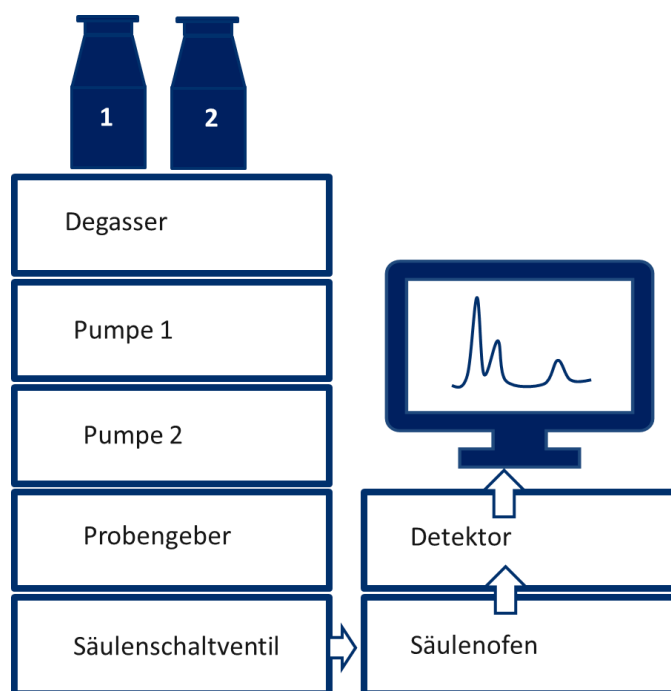 1
2
Degasser
Pumpe 1
Pumpe 2
Probengeber
Säulenschaltventil
Detektor
Säulenofen